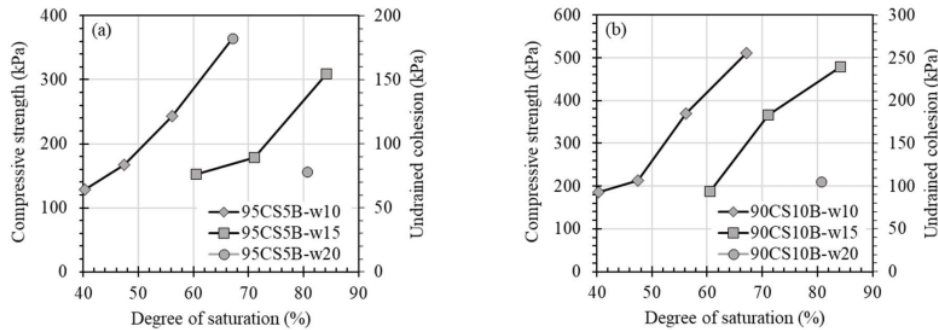 (a)
Compressive strength (kPa)
400
300
200
100
0
200
150
100
50
0
Undrained cohesion (kPa)
95CS5B-w10
95CS5B-w15
95CS5B-w20
40 50 60 70 80 90
Degree of saturation (%)
(b)
Compressive strength (kPa)
600
500
400
300
200
100
0
300
250
200
150
100
50
0
Undrained cohesion (kPa)
90CS10B-w10
90CS10B-w15
90CS10B-w20
40 50 60 70 80 90
Degree of saturation (%)